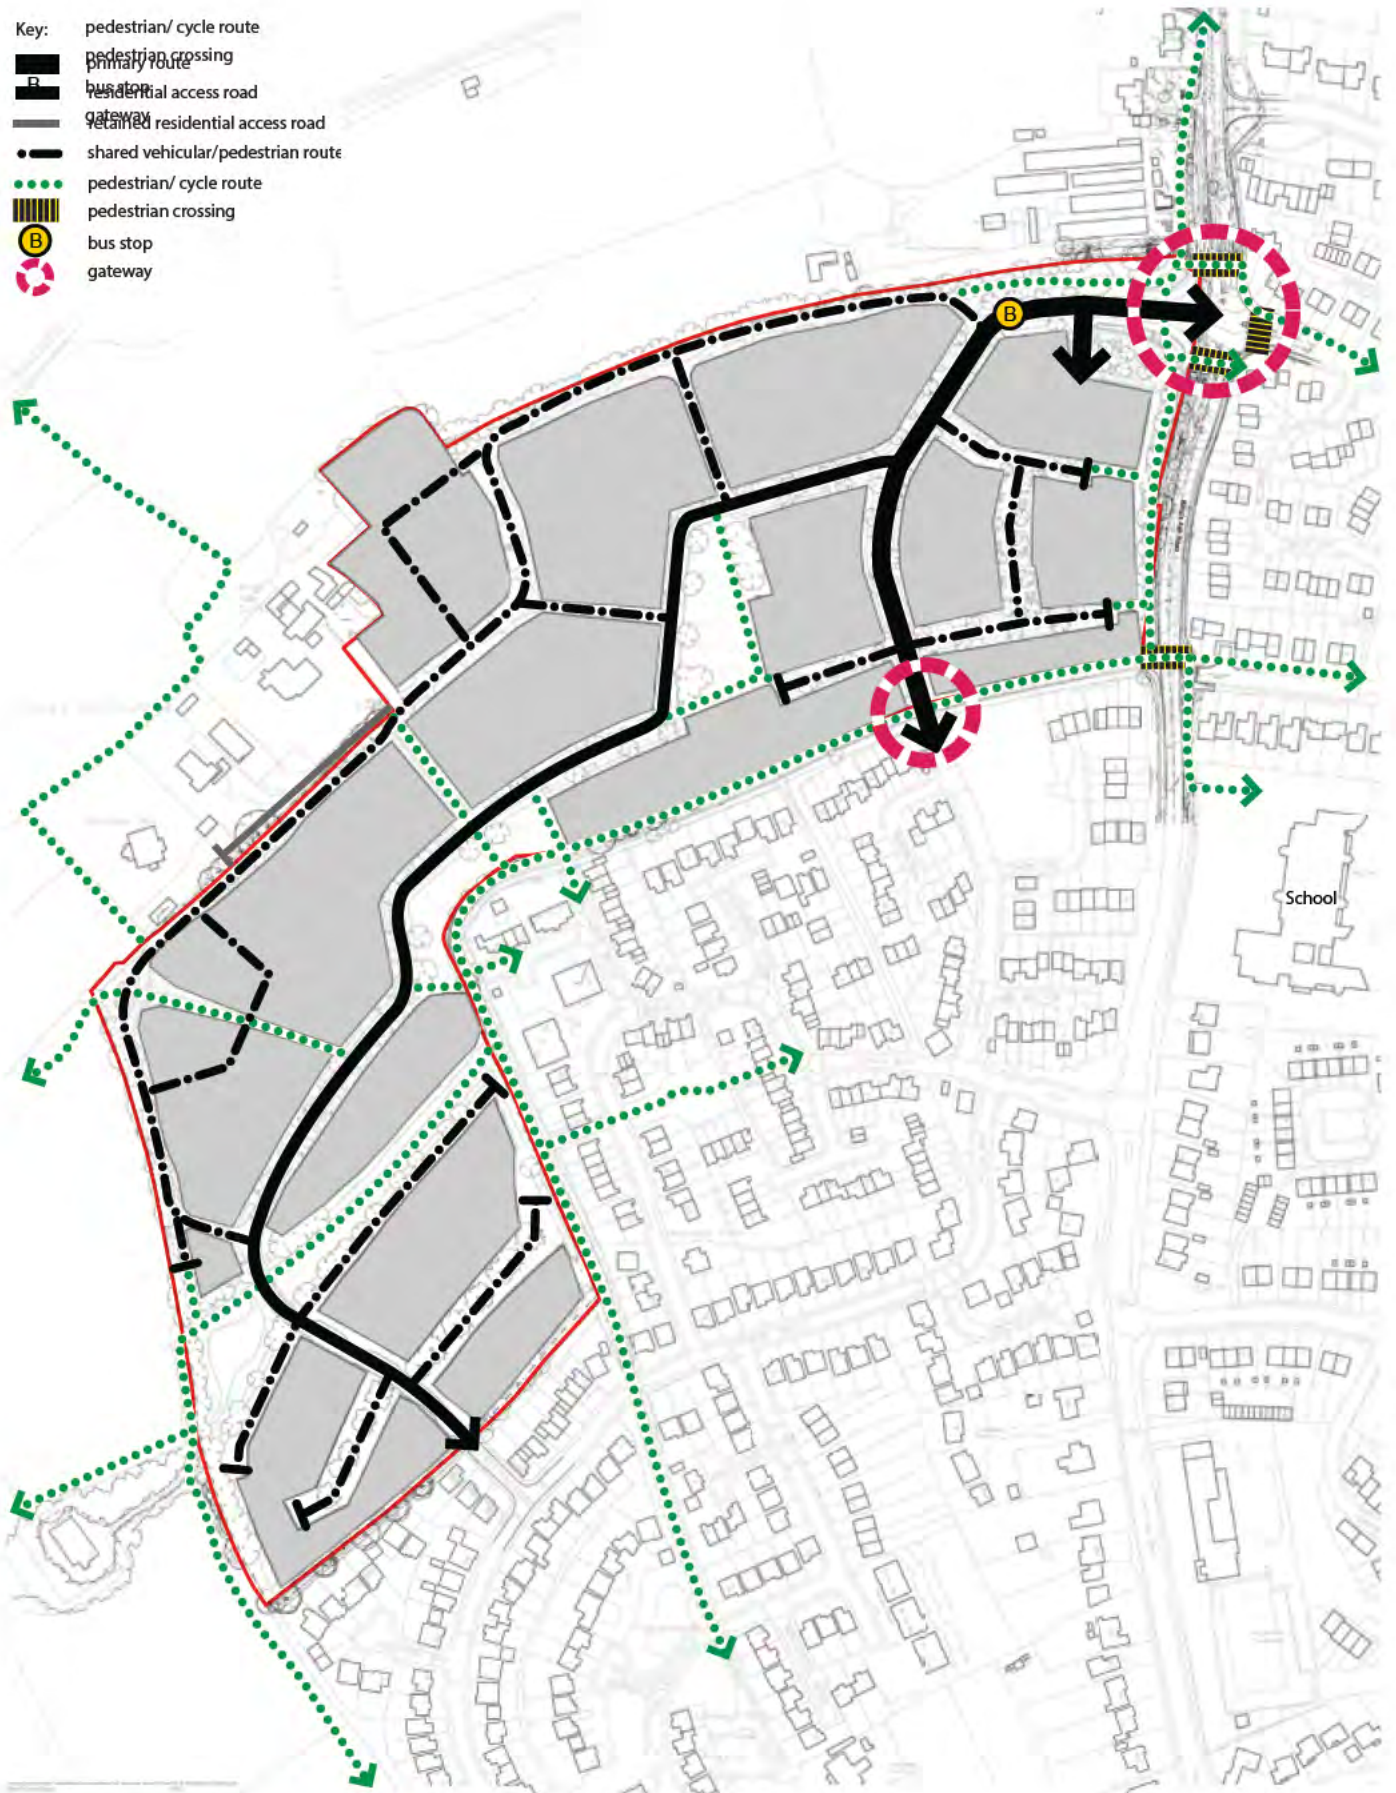 Key:
pedestrian/ cycle route
pedestrian crossing
primary route
B
bus stop
residential access road
gateway
retained residential access road
shared vehicular/pedestrian route
pedestrian/ cycle route
pedestrian crossing
B
bus stop
gateway
B
School